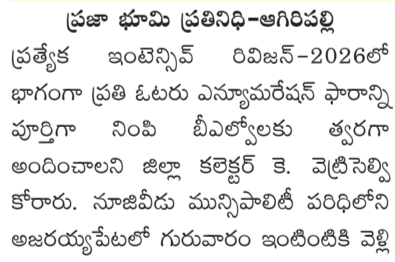 ప్రజా భూమి ప్రతినిధి-ఆగిరిపల్లి
ప్రత్యేక ఇంటెన్సివ్ రివిజన్-2026లో
భాగంగా ప్రతి ఓటరు ఎన్యూమరేషన్ ఫారాన్ని
పూర్తిగా నింపి బీఎల్వోలకు త్వరగా
అందించాలని జిల్లా కలెక్టర్ కె. వెట్రిసెల్వి
కోరారు. నూజివీడు మున్సిపాలిటీ పరిధిలోని
అజరయ్యపేటలో గురువారం ఇంటింటికి వెళ్లి